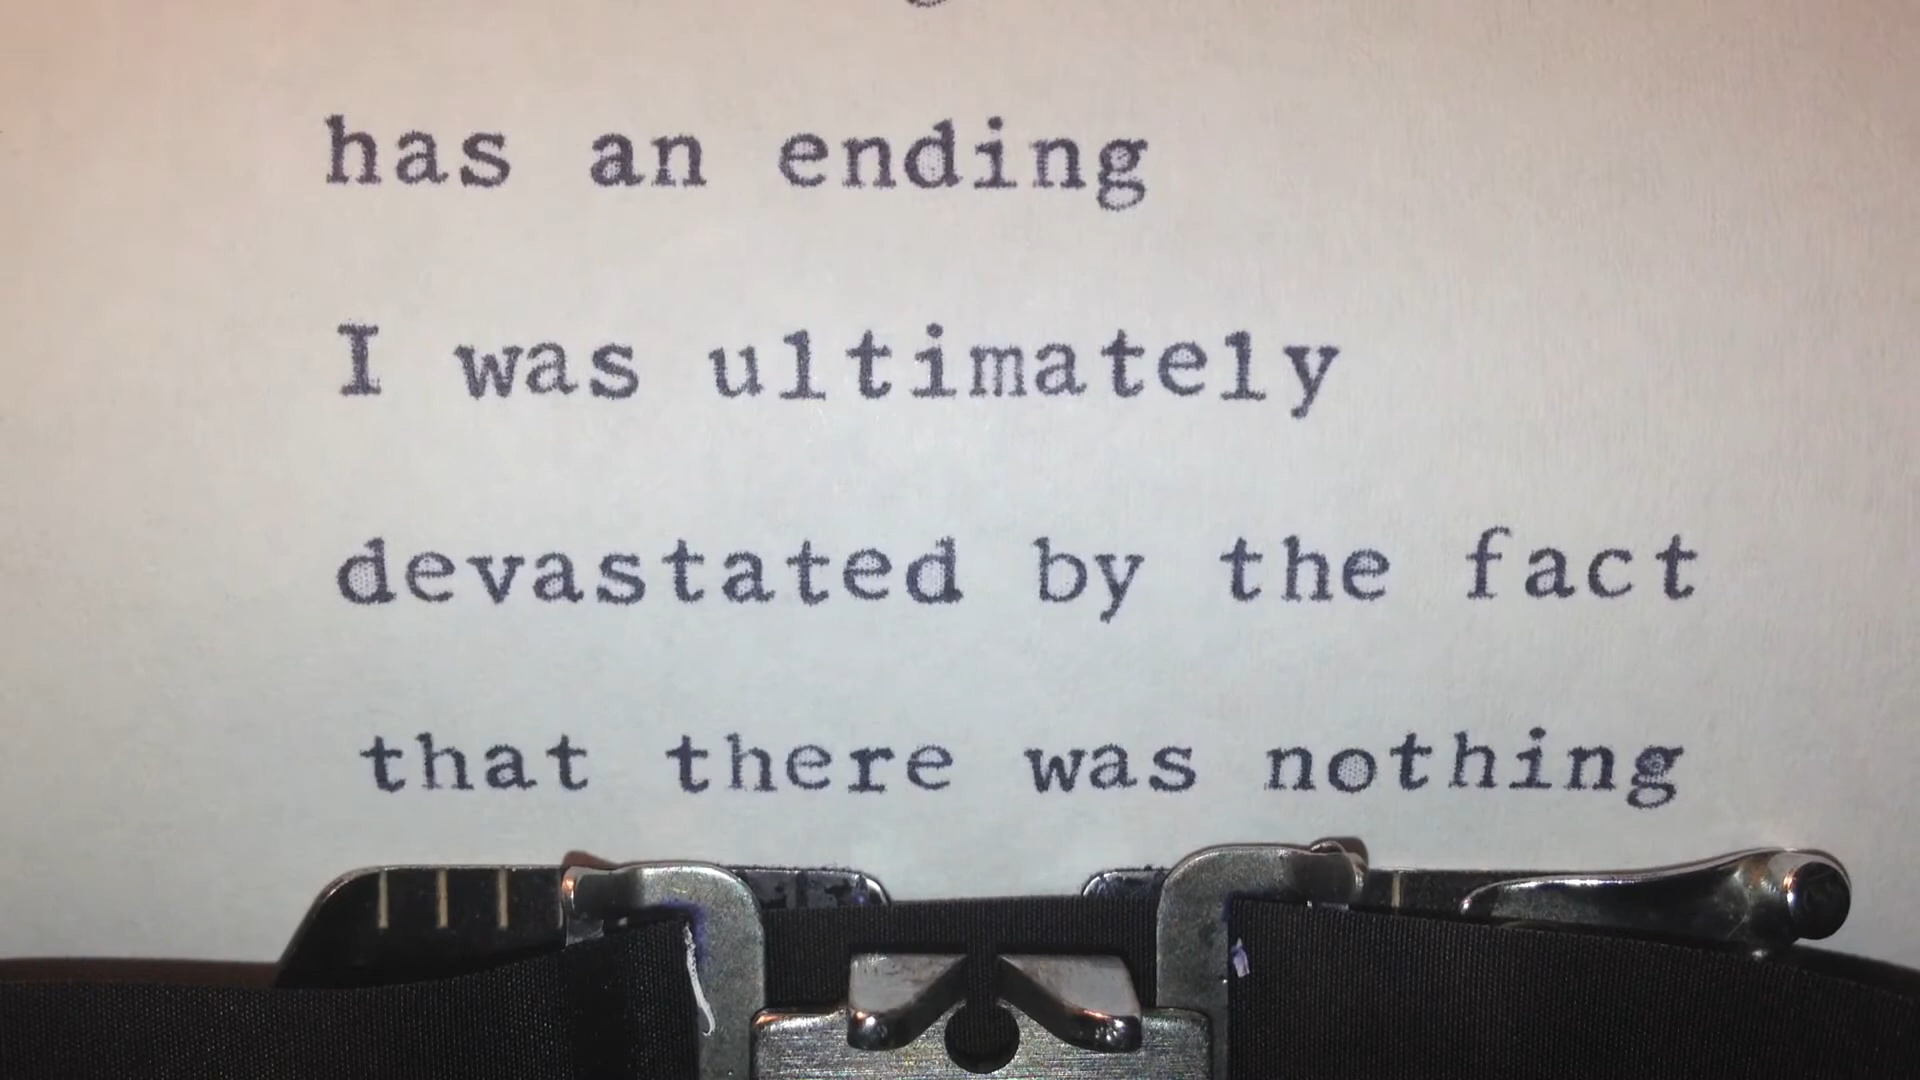 has an ending
I was ultimately
devastated by the fact
that there was nothing